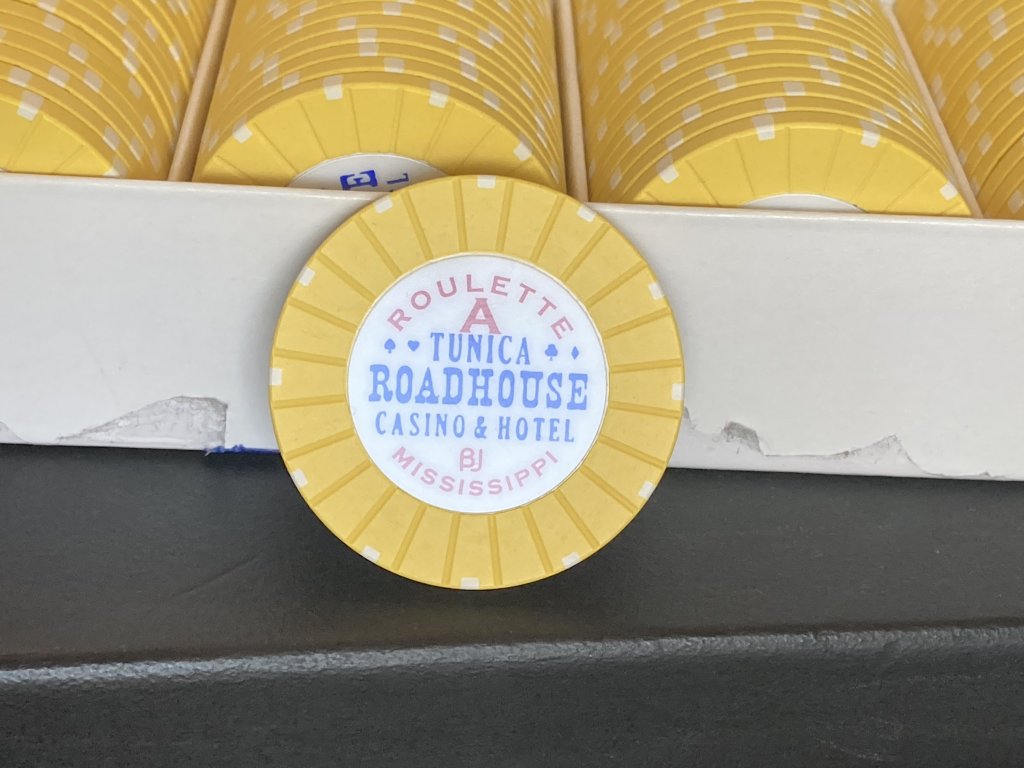 ROULETTE
A
TUNICA
ROADHOUSE
CASINO & HOTEL
BJ
MISSISSIPPI